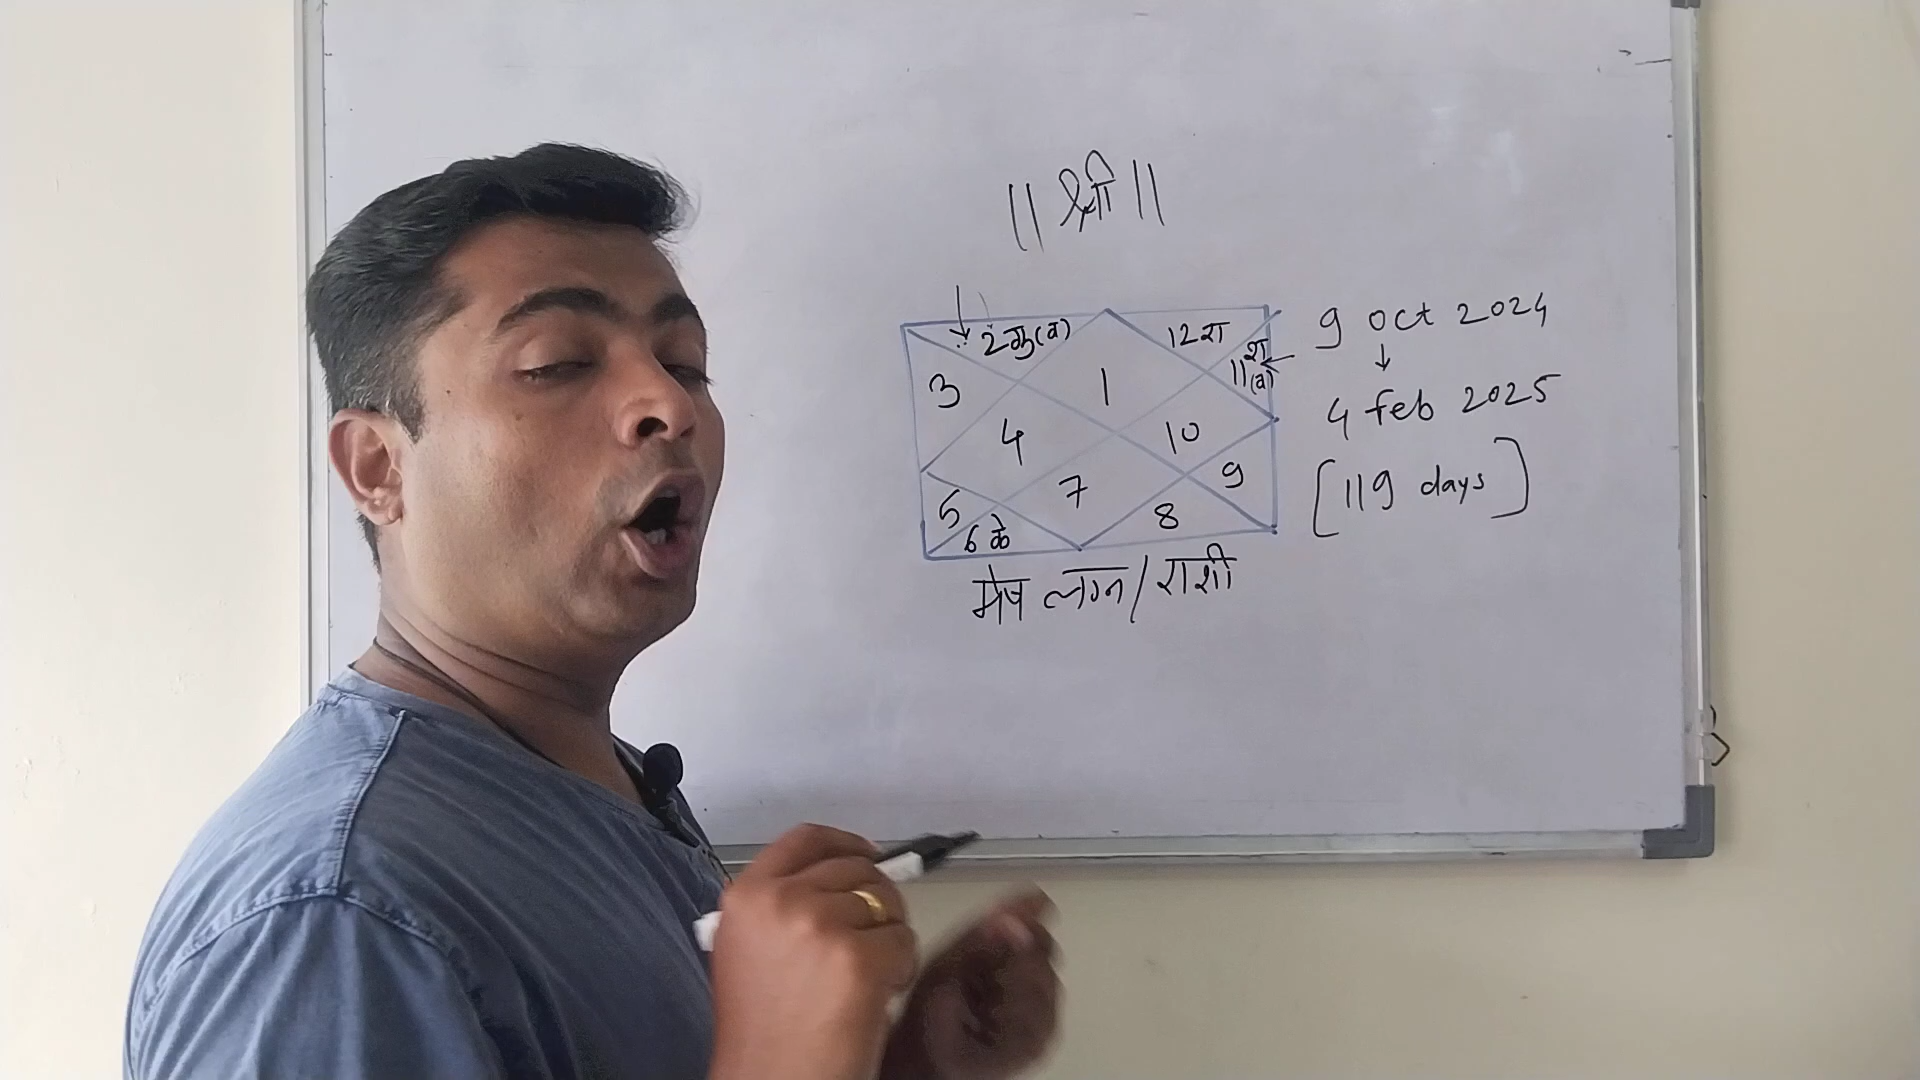 || श्री ||
2 गु (व)
12 रा
9 oct 2024
3
1
11 श (व)
4
10
4 feb 2025
7
9
[119 days]
5
8
6 के
मेष लग्न / राशी